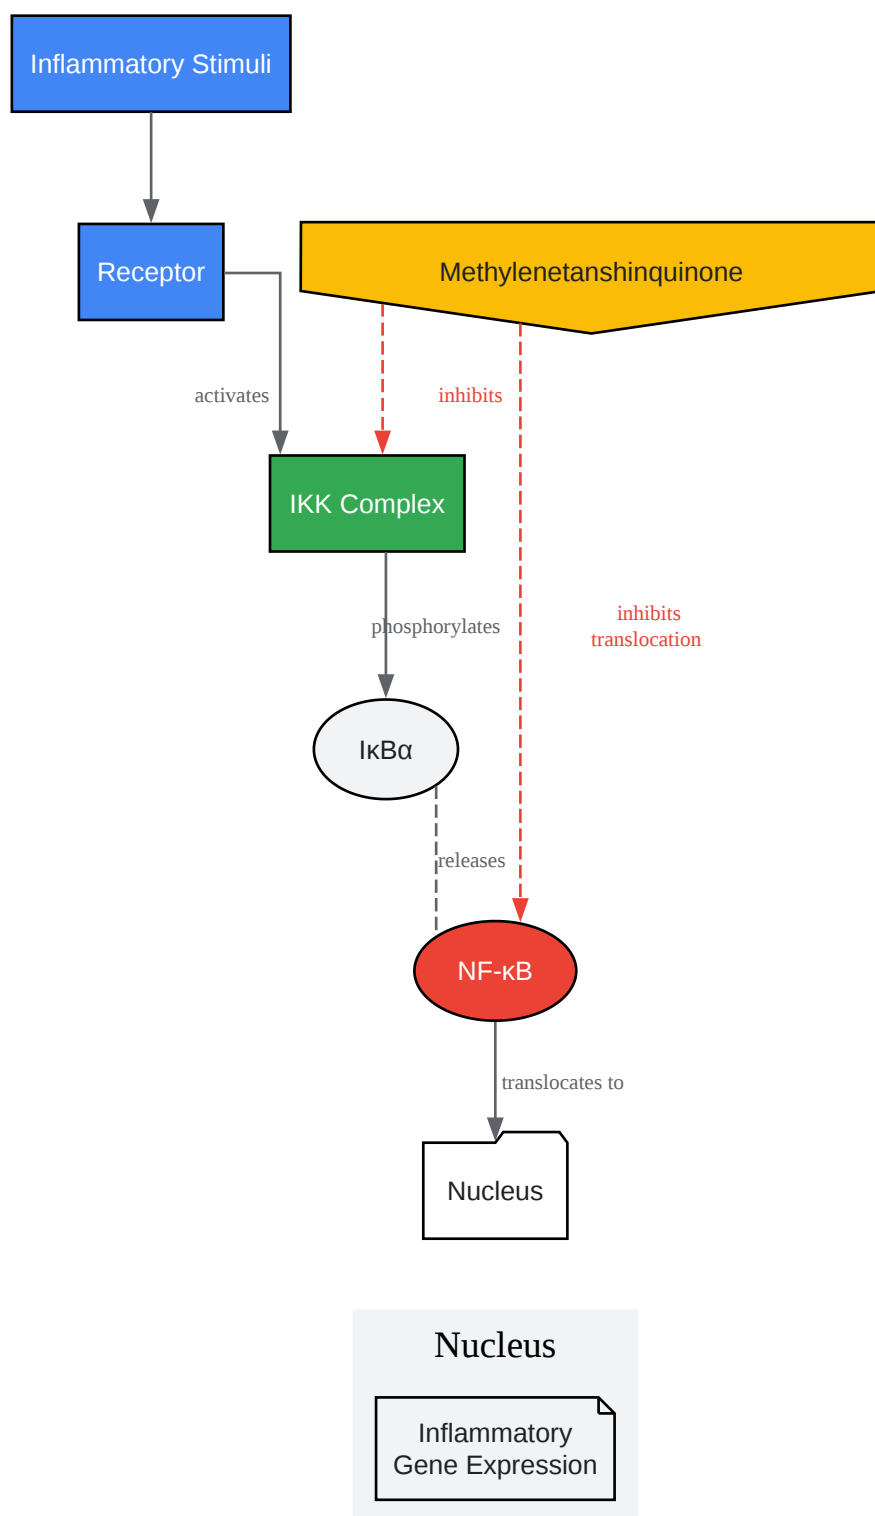 Inflammatory Stimuli
Receptor
Methylenetanshinquinone
activates
inhibits
IKK Complex
phosphorylates
inhibits
translocation
IκBα
releases
NF-κB
translocates to
Nucleus
Nucleus
Inflammatory
Gene Expression